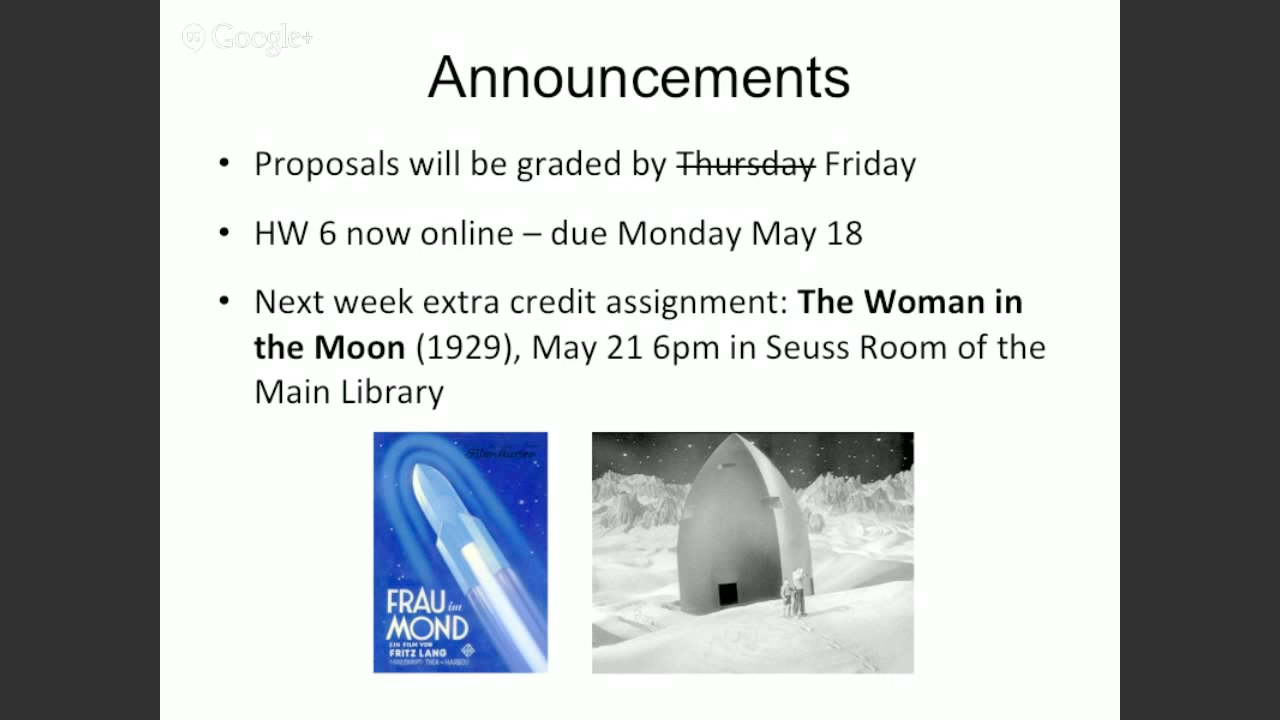 Google+
Announcements
• Proposals will be graded by Thursday Friday
• HW 6 now online – due Monday May 18
• Next week extra credit assignment: The Woman in
the Moon (1929), May 21 6pm in Seuss Room of the
Main Library
Film-Kurier
FRAU im
MOND
EIN FILM VON
FRITZ LANG